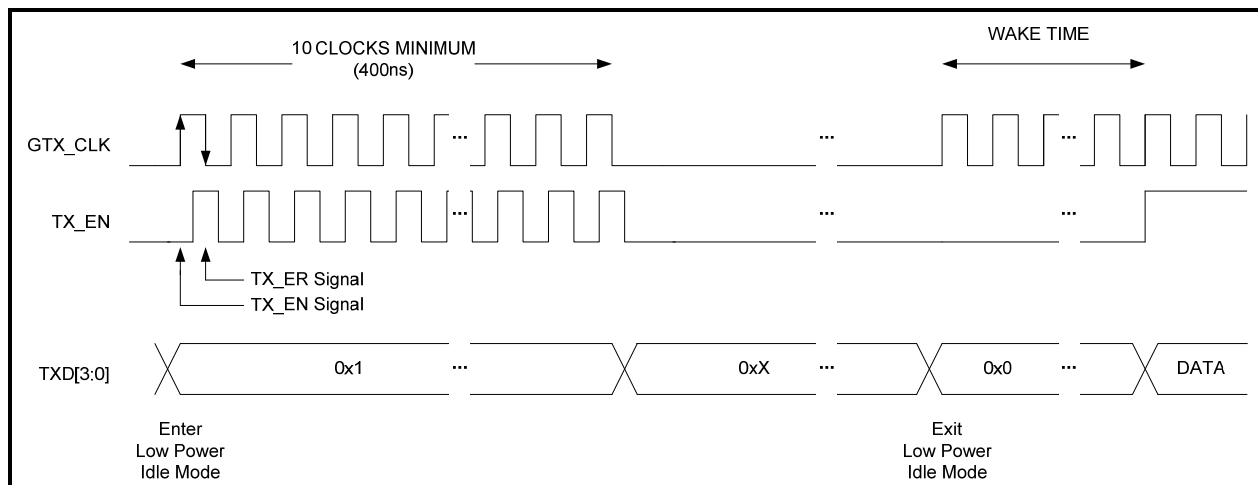 10 CLOCKS MINIMUM
(400ns)
WAKE TIME
GTX_CLK
...
...
TX_EN
...
...
...
TX_ER Signal
TX_EN Signal
TXD[3:0]
0x1
...
0xX
...
0x0
...
DATA
Enter
Low Power
Idle Mode
Exit
Low Power
Idle Mode